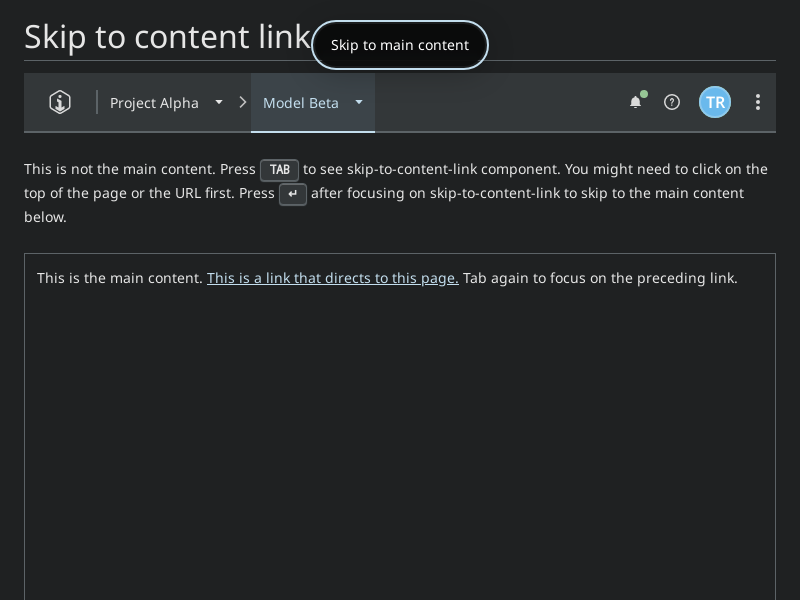 Skip to content link
Skip to main content
Project Alpha
Model Beta
TR
This is not the main content. Press TAB to see skip-to-content-link component. You might need to click on the
top of the page or the URL first. Press ↵ after focusing on skip-to-content-link to skip to the main content
below.
This is the main content. This is a link that directs to this page. Tab again to focus on the preceding link.